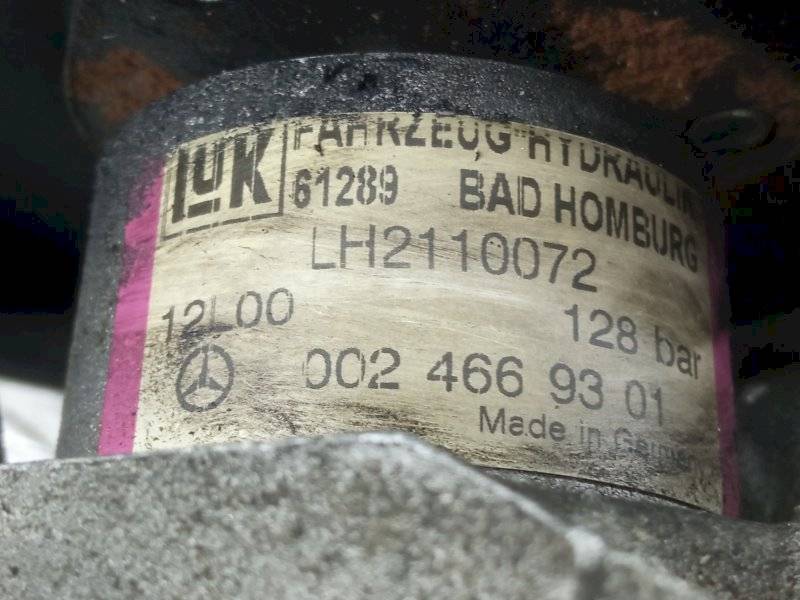 LuK FAHRZEUG-HYDRAULIK
61289 BAD HOMBURG
LH2110072
12L00 128 bar
002 466 93 01
Made in Germany